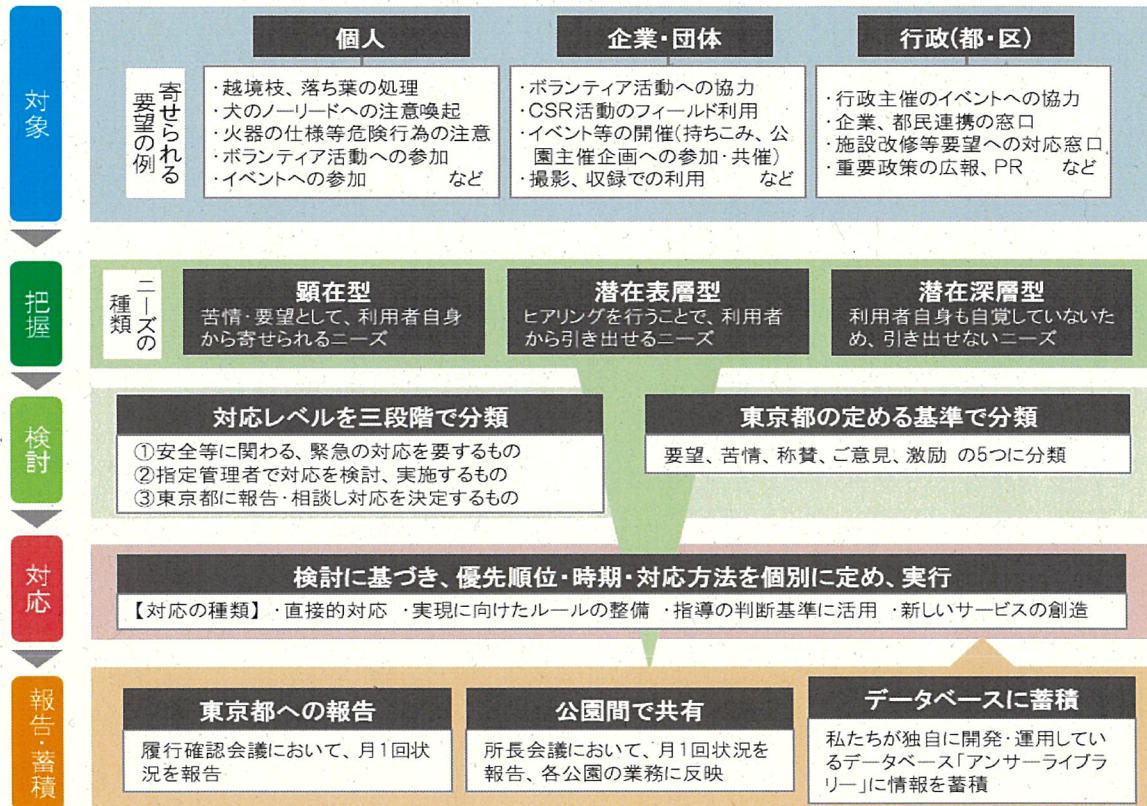 対象
寄せられる
要望の例
個人
・越境枝、落ち葉の処理
・犬のノーリードへの注意喚起
・火器の仕様等危険行為の注意
・ボランティア活動への参加
・イベントへの参加 など
企業・団体
・ボランティア活動への協力
・CSR活動のフィールド利用
・イベント等の開催(持ちこみ、公
園主催企画への参加・共催)
・撮影、収録での利用 など
行政(都・区)
・行政主催のイベントへの協力
・企業、都民連携の窓口
・施設改修等要望への対応窓口
・重要政策の広報、PR など
把握
ニーズの
種類
顕在型
苦情・要望として、利用者自身
から寄せられるニーズ
潜在表層型
ヒアリングを行うことで、利用者
から引き出せるニーズ
潜在深層型
利用者自身も自覚していないた
め、引き出せないニーズ
検討
対応レベルを三段階で分類
①安全等に関わる、緊急の対応を要するもの
②指定管理者で対応を検討、実施するもの
③東京都に報告・相談し対応を決定するもの
東京都の定める基準で分類
要望、苦情、称賛、ご意見、激励 の5つに分類
対応
検討に基づき、優先順位・時期・対応方法を個別に定め、実行
【対応の種類】 ・直接的対応 ・実現に向けたルールの整備 ・指導の判断基準に活用 ・新しいサービスの創造
報告・蓄積
東京都への報告
履行確認会議において、月1回状
況を報告
公園間で共有
所長会議において、月1回状況を
報告、各公園の業務に反映
データベースに蓄積
私たちが独自に開発・運用してい
るデータベース「アンサーライブラ
リー」に情報を蓄積